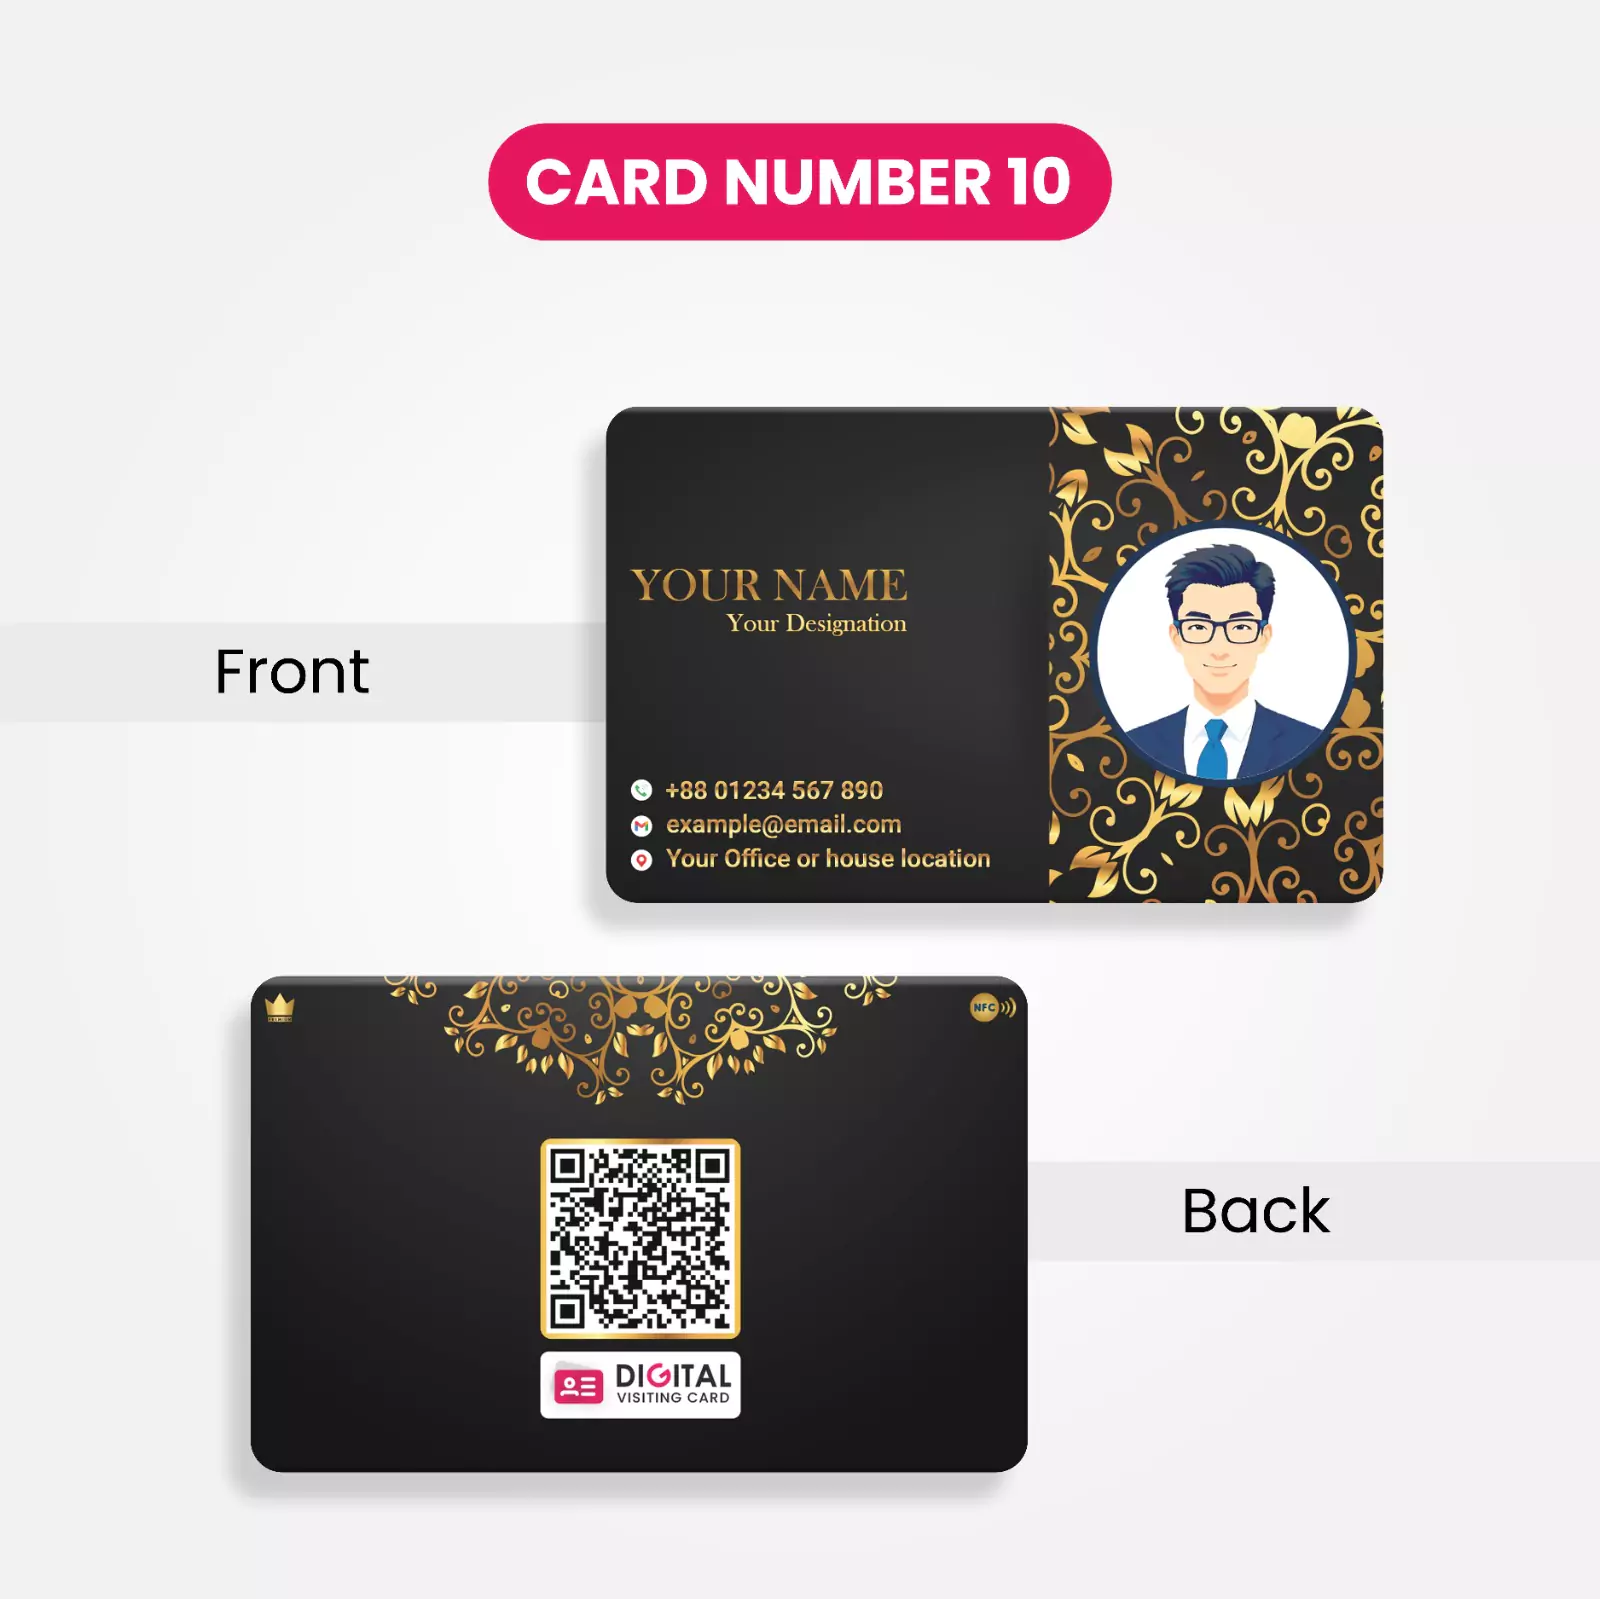 CARD NUMBER 10
YOUR NAME
Your Designation
Front
+88 01234 567 890
example@email.com
Your Office or house location
NFC
Back
DIGITAL
VISITING CARD